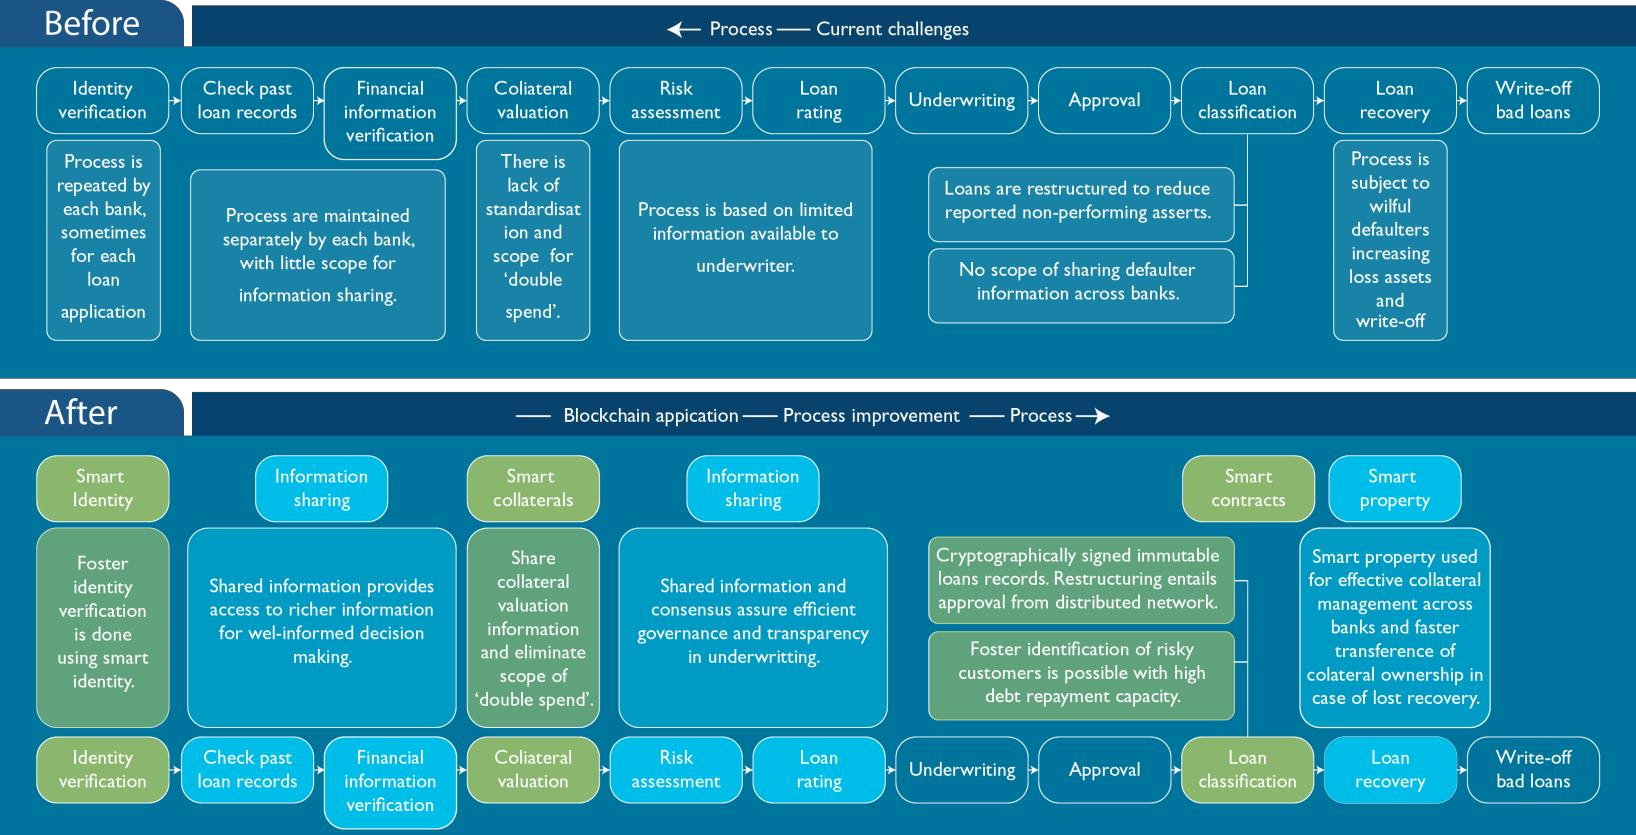 Before
Process
Current challenges
Identity
verification
Check past
loan records
Financial
information
verification
Coliateral
valuation
Risk
assessment
Loan
rating
Underwriting
Approval
Loan
classification
Loan
recovery
Write-off
bad loans
Process is
repeated by
each bank,
sometimes
for each
loan
application
Process are maintained
separately by each bank,
with little scope for
information sharing.
There is
lack of
standardisat
ion and
scope for
‘double
spend’.
Process is based on limited
information available to
underwriter.
Loans are restructured to reduce
reported non-performing asserts.
No scope of sharing defaulter
information across banks.
Process is
subject to
wilful
defaulters
increasing
loss assets
and
write-off
After
Blockchain appication
Process improvement
Process
Smart
Identity
Information
sharing
Smart
collaterals
Information
sharing
Smart
contracts
Smart
property
Foster
identity
verification
is done
using smart
identity.
Shared information provides
access to richer information
for wel-informed decision
making.
Share
collateral
valuation
information
and eliminate
scope of
‘double spend’.
Shared information and
consensus assure efficient
governance and transparency
in underwritting.
Cryptographically signed immutable
loans records. Restructuring entails
approval from distributed network.
Foster identification of risky
customers is possible with high
debt repayment capacity.
Smart property used
for effective collateral
management across
banks and faster
transference of
colateral ownership in
case of lost recovery.
Identity
verification
Check past
loan records
Financial
information
verification
Coliateral
valuation
Risk
assessment
Loan
rating
Underwriting
Approval
Loan
classification
Loan
recovery
Write-off
bad loans